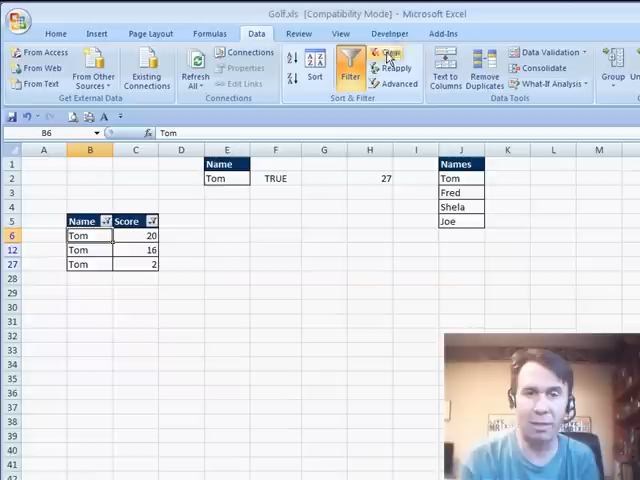 Golf.xls [Compatibility Mode] - Microsoft Excel
Home Insert Page Layout Formulas Data Review View Developer Add-Ins
From Access
From Web
From Text
From Other Sources
Existing Connections
Get External Data
Refresh All
Connections
Properties
Edit Links
Connections
Sort
Filter
Clear
Reapply
Advanced
Sort & Filter
Text to Columns
Remove Duplicates
Data Validation
Consolidate
What-If Analysis
Data Tools
Group
B6 fx Tom
A B C D E F G H I J K L M
1 Name Names
2 Tom TRUE 27 Tom
3 Fred
4 Shela
5 Name Score Joe
6 Tom 20
12 Tom 16
27 Tom 2
28
29
30
31
32
33
34
35
36
37
38
39
40
41
42